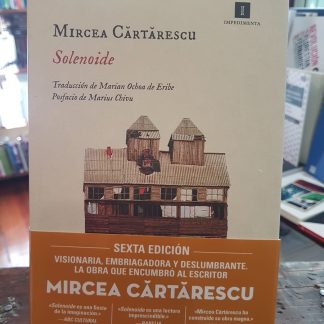 I
IMPEDIMENTA
MIRCEA CĂRTĂRESCU
Solenoide
Traducción de Marian Ochoa de Eribe
Posfacio de Marius Chivu
SEXTA EDICIÓN
VISIONARIA, EMBRIAGADORA Y DESLUMBRANTE.
LA OBRA QUE ENCUMBRÓ AL ESCRITOR
MIRCEA CĂRTĂRESCU
«Solenoide es una fiesta
de la imaginación.»
—ABC CULTURAL
«Solenoide es una lectura
imprescindible.»
«Mircea Cărtărescu ha
construido su obra magna.»